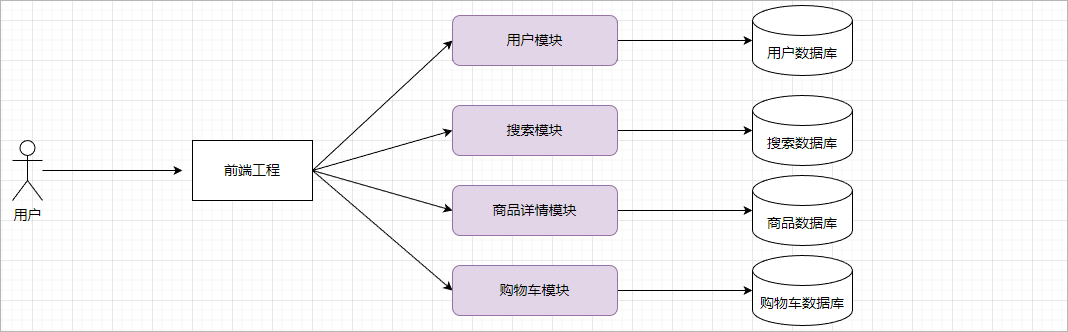 用户
前端工程
用户模块
用户数据库
搜索模块
搜索数据库
商品详情模块
商品数据库
购物车模块
购物车数据库